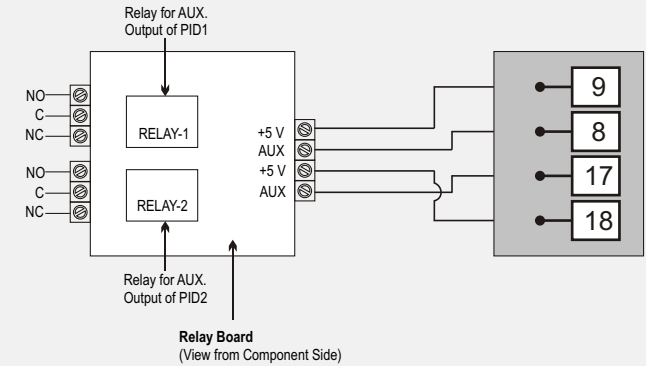 Relay for AUX.
Output of PID1
NO
C
NC
NO
C
NC
RELAY-1
RELAY-2
+5 V
AUX
+5 V
AUX
9
8
17
18
Relay for AUX.
Output of PID2
Relay Board
(View from Component Side)